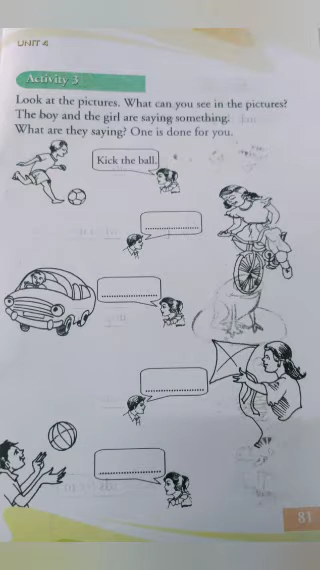 UNIT 4
Activity 3
Look at the pictures. What can you see in the pictures?
The boy and the girl are saying something.
What are they saying? One is done for you.
Kick the ball.
81